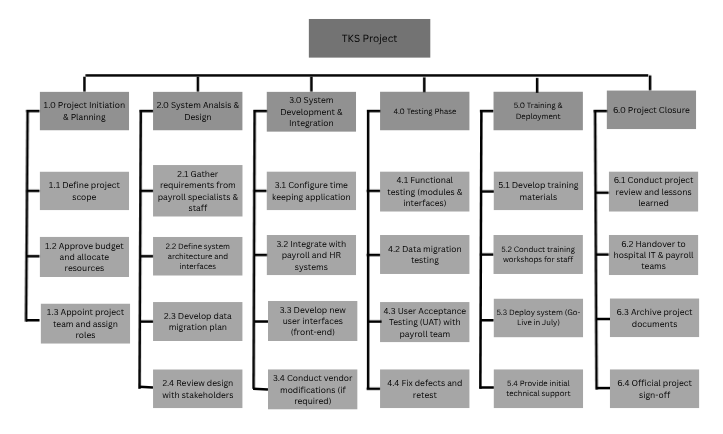 TKS Project
1.0 Project Initiation
& Planning
2.0 System Analsis &
Design
3.0 System
Development &
Integration
4.0 Testing Phase
5.0 Training &
Deployment
6.0 Project Closure
1.1 Define project
scope
2.1 Gather
requirements from
payroll specialists &
staff
3.1 Configure time
keeping application
4.1 Functional
testing (modules &
interfaces)
5.1 Develop training
materials
6.1 Conduct project
review and lessons
learned
1.2 Approve budget
and allocate
resources
2.2 Define system
architecture and
interfaces
3.2 Integrate with
payroll and HR
systems
4.2 Data migration
testing
5.2 Conduct training
workshops for staff
6.2 Handover to
hospital IT & payroll
teams
1.3 Appoint project
team and assign
roles
2.3 Develop data
migration plan
3.3 Develop new
user interfaces
(front-end)
4.3 User Acceptance
Testing (UAT) with
payroll team
5.3 Deploy system (Go-
Live in July)
6.3 Archive project
documents
2.4 Review design
with stakeholders
3.4 Conduct vendor
modifications (if
required)
4.4 Fix defects and
retest
5.4 Provide initial
technical support
6.4 Official project
sign-off